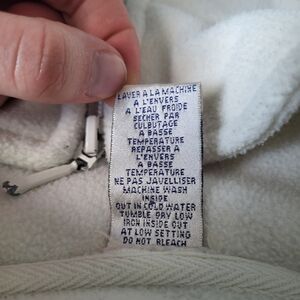 LAVER A LA MACHINE
A L'ENVERS
A L'EAU FROIDE
SECHER PAR
CULBUTAGE
A BASSE
TEMPERATURE
REPASSER A
L'ENVERS
A BASSE
TEMPERATURE
NE PAS JAVELLISER
MACHINE WASH
INSIDE
OUT IN COLD WATER
TUMBLE DRY LOW
IRON INSIDE OUT
AT LOW SETTING
DO NOT BLEACH